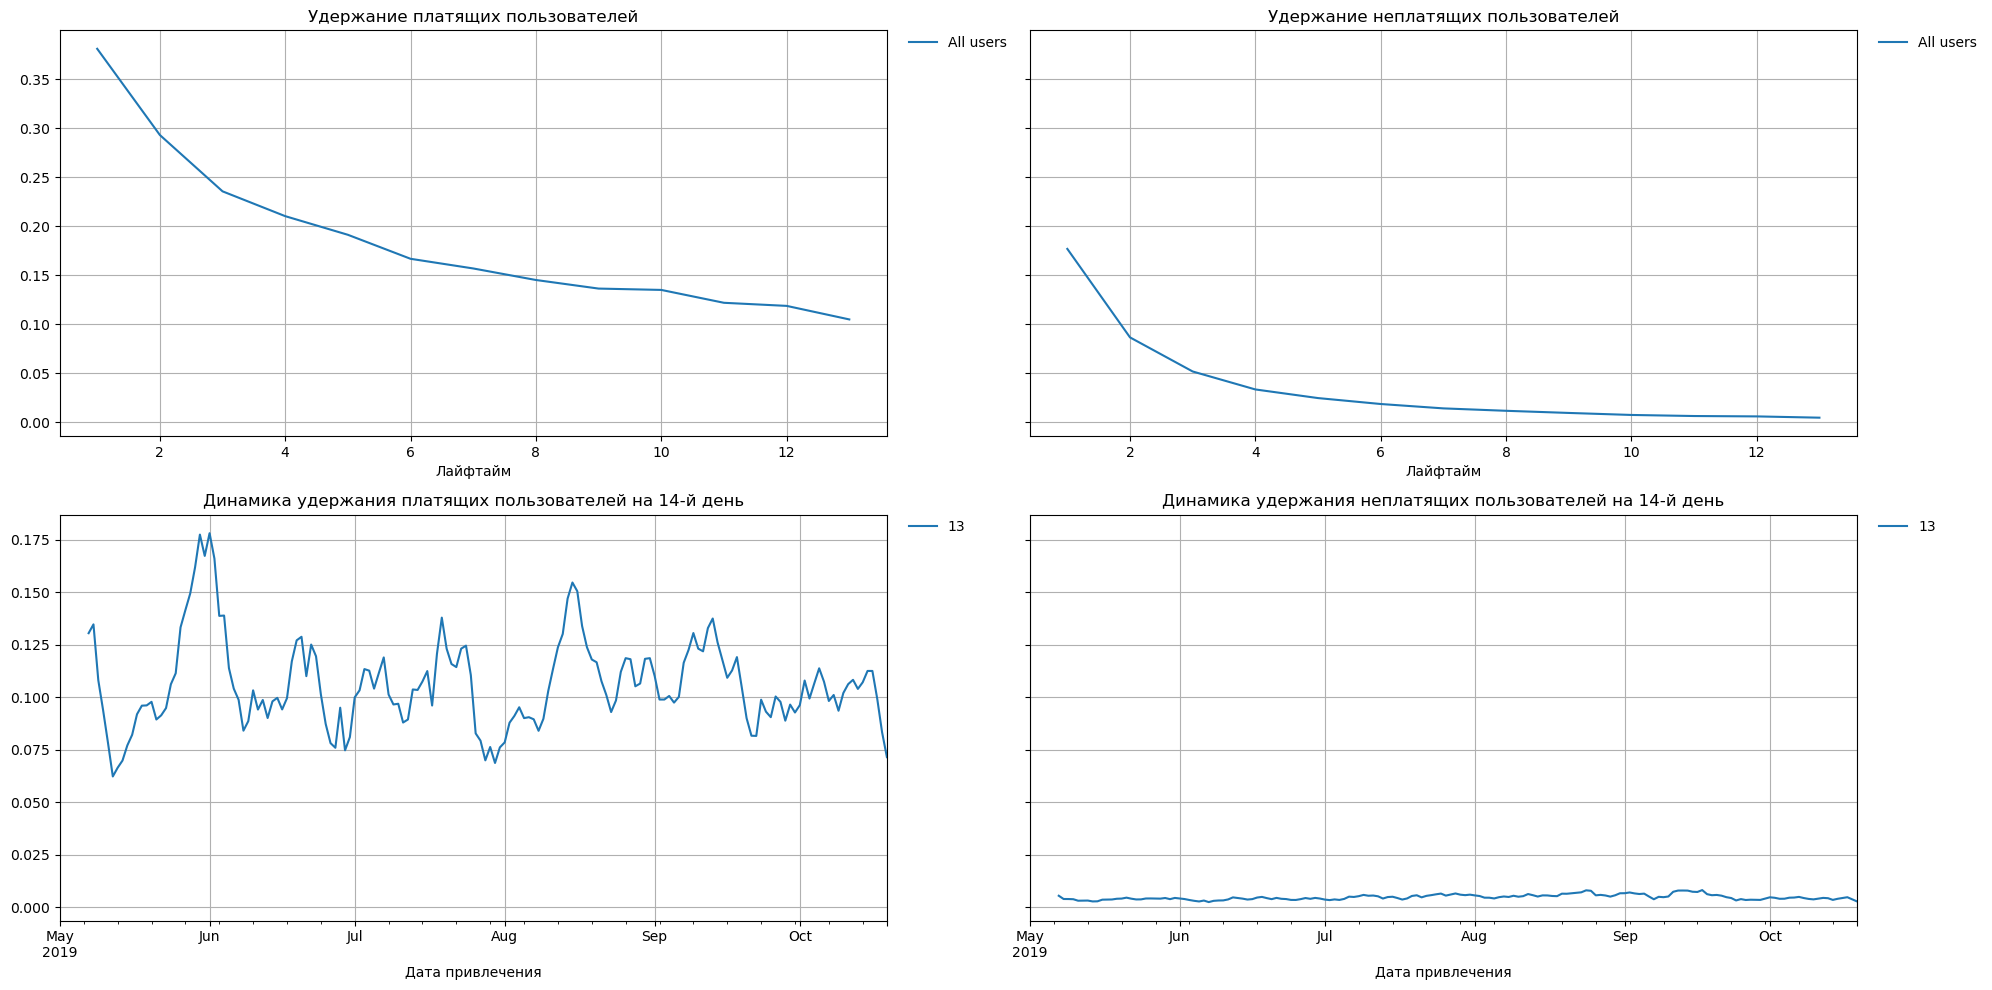 Удержание платящих пользователей
All users
0.35
0.30
0.25
0.20
0.15
0.10
0.05
0.00
2 4 6 8 10 12
Лайфтайм
Удержание неплатящих пользователей
All users
2 4 6 8 10 12
Лайфтайм
Динамика удержания платящих пользователей на 14-й день
13
0.175
0.150
0.125
0.100
0.075
0.050
0.025
0.000
May Jun Jul Aug Sep Oct
2019
Дата привлечения
Динамика удержания неплатящих пользователей на 14-й день
13
May Jun Jul Aug Sep Oct
2019
Дата привлечения